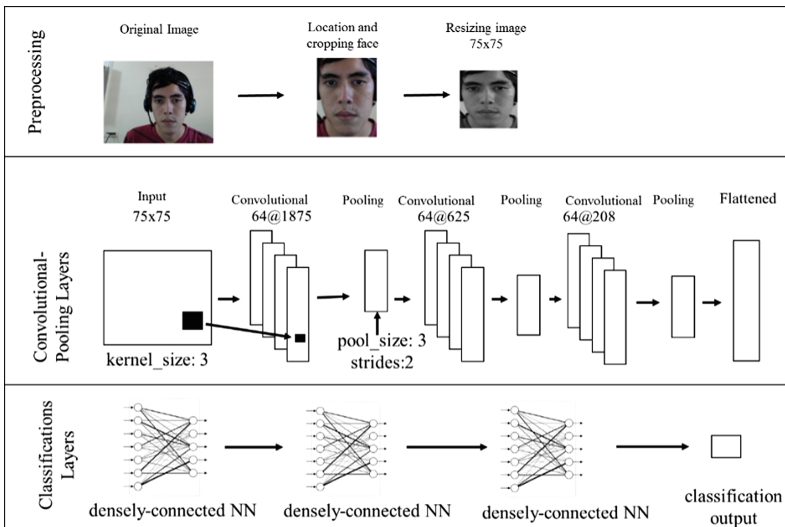 Preprocessing
Original Image
Location and
cropping face
Resizing image
75x75
Convolutional-
Pooling Layers
Input
75x75
Convolutional
64@1875
Pooling
Convolutional
64@625
Pooling
Convolutional
64@208
Pooling
Flattened
kernel_size: 3
pool_size: 3
strides:2
Classifications
Layers
densely-connected NN
densely-connected NN
densely-connected NN
classification
output